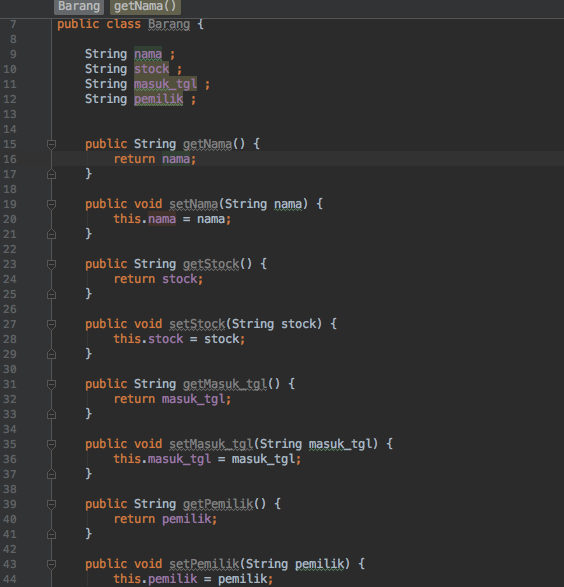 Barang getNama()
7 public class Barang {
8
9 String nama ;
10 String stock ;
11 String masuk_tgl ;
12 String pemilik ;
13
14
15 public String getNama() {
16 return nama;
17 }
18
19 public void setNama(String nama) {
20 this.nama = nama;
21 }
22
23 public String getStock() {
24 return stock;
25 }
26
27 public void setStock(String stock) {
28 this.stock = stock;
29 }
30
31 public String getMasuk_tgl() {
32 return masuk_tgl;
33 }
34
35 public void setMasuk_tgl(String masuk_tgl) {
36 this.masuk_tgl = masuk_tgl;
37 }
38
39 public String getPemilik() {
40 return pemilik;
41 }
42
43 public void setPemilik(String pemilik) {
44 this.pemilik = pemilik;